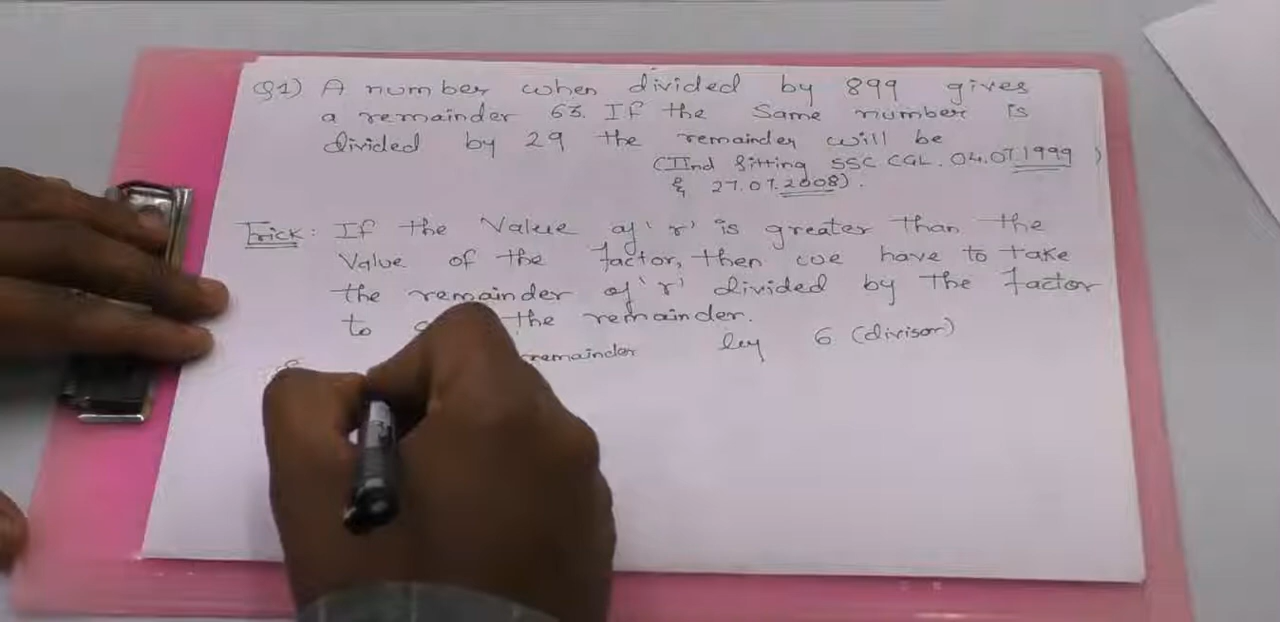 Q1) A number when divided by 899 gives
a remainder 63. If the Same number is
divided by 29 the remainder will be
(IInd Sitting SSC CGL. 04.07.1999)
& 27.07.2008).
Trick: If the Value of 'r' is greater than the
Value of the factor, then we have to take
the remainder of 'r' divided by the factor
to the remainder.
remainder by 6 (divisor)